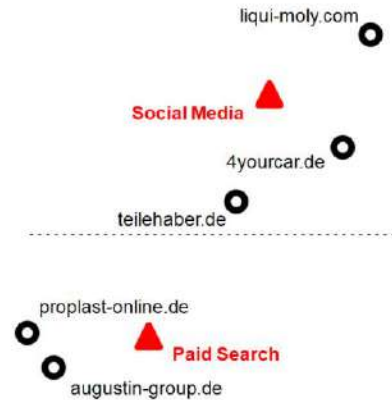 liqui-moly.com
Social Media
4yourcar.de
teilehaber.de
proplast-online.de
Paid Search
augustin-group.de